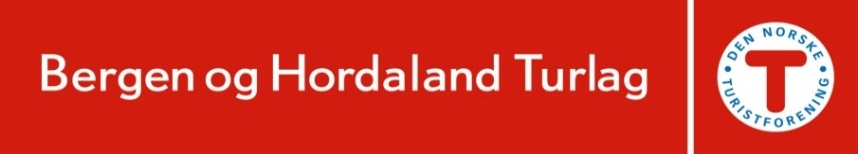 Bergen og Hordaland Turlag
DEN NORSKE
T
TURISTFORENING